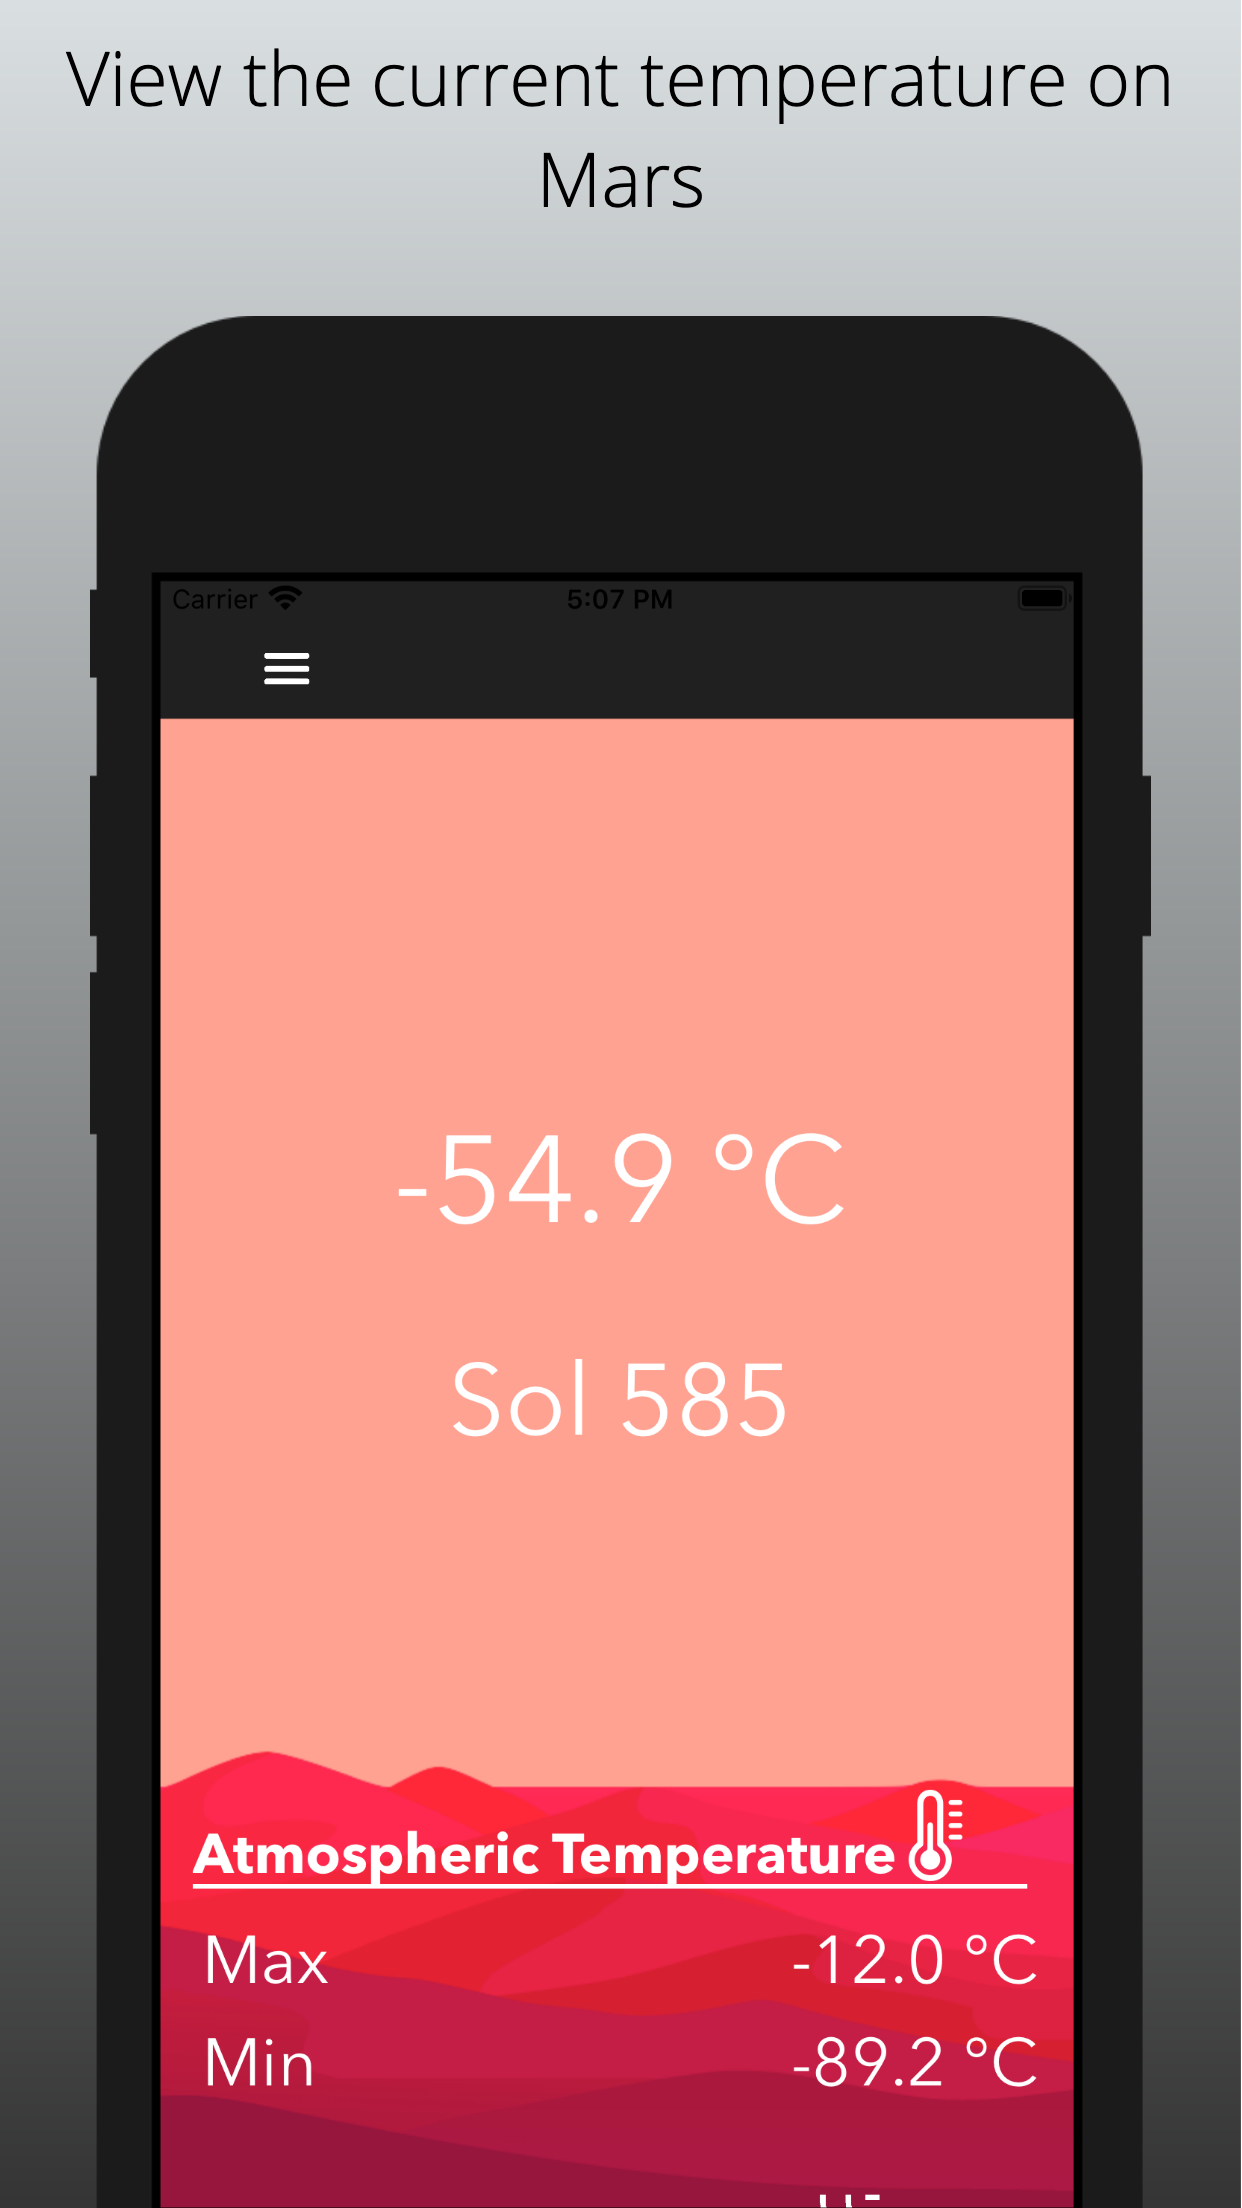 View the current temperature on
Mars
Carrier 5:07 PM
-54.9 °C
Sol 585
Atmospheric Temperature
Max -12.0 °C
Min -89.2 °C